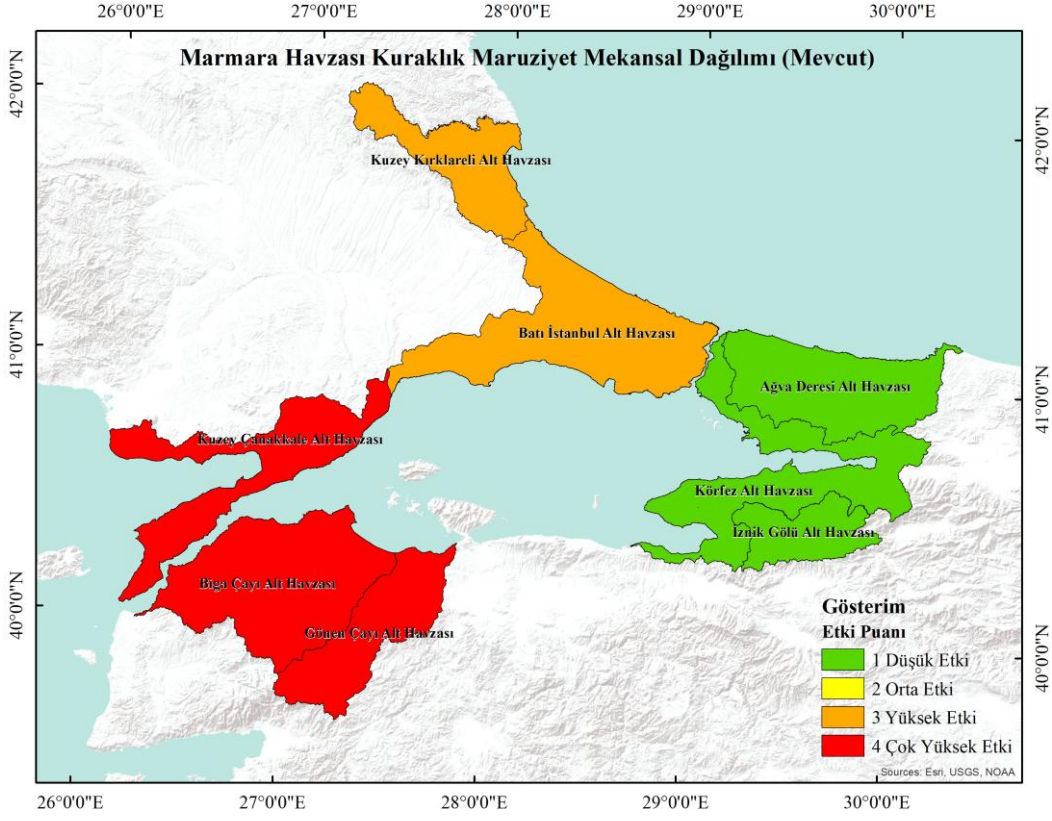 26°0'0"E 27°0'0"E 28°0'0"E 29°0'0"E 30°0'0"E
Marmara Havzası Kuraklık Maruziyet Mekansal Dağılımı (Mevcut)
42°0'0"N
42°0'0"N
Kuzey Kırklareli Alt Havzası
Batı İstanbul Alt Havzası
41°0'0"N
41°0'0"N
Ağva Deresi Alt Havzası
Kuzey Çanakkale Alt Havzası
Körfez Alt Havzası
İznik Gölü Alt Havzası
Biga Çayı Alt Havzası
Gönen Çayı Alt Havzası
40°0'0"N
40°0'0"N
Gösterim
Etki Puanı
1 Düşük Etki
2 Orta Etki
3 Yüksek Etki
4 Çok Yüksek Etki
Sources: Esri, USGS, NOAA
26°0'0"E 27°0'0"E 28°0'0"E 29°0'0"E 30°0'0"E